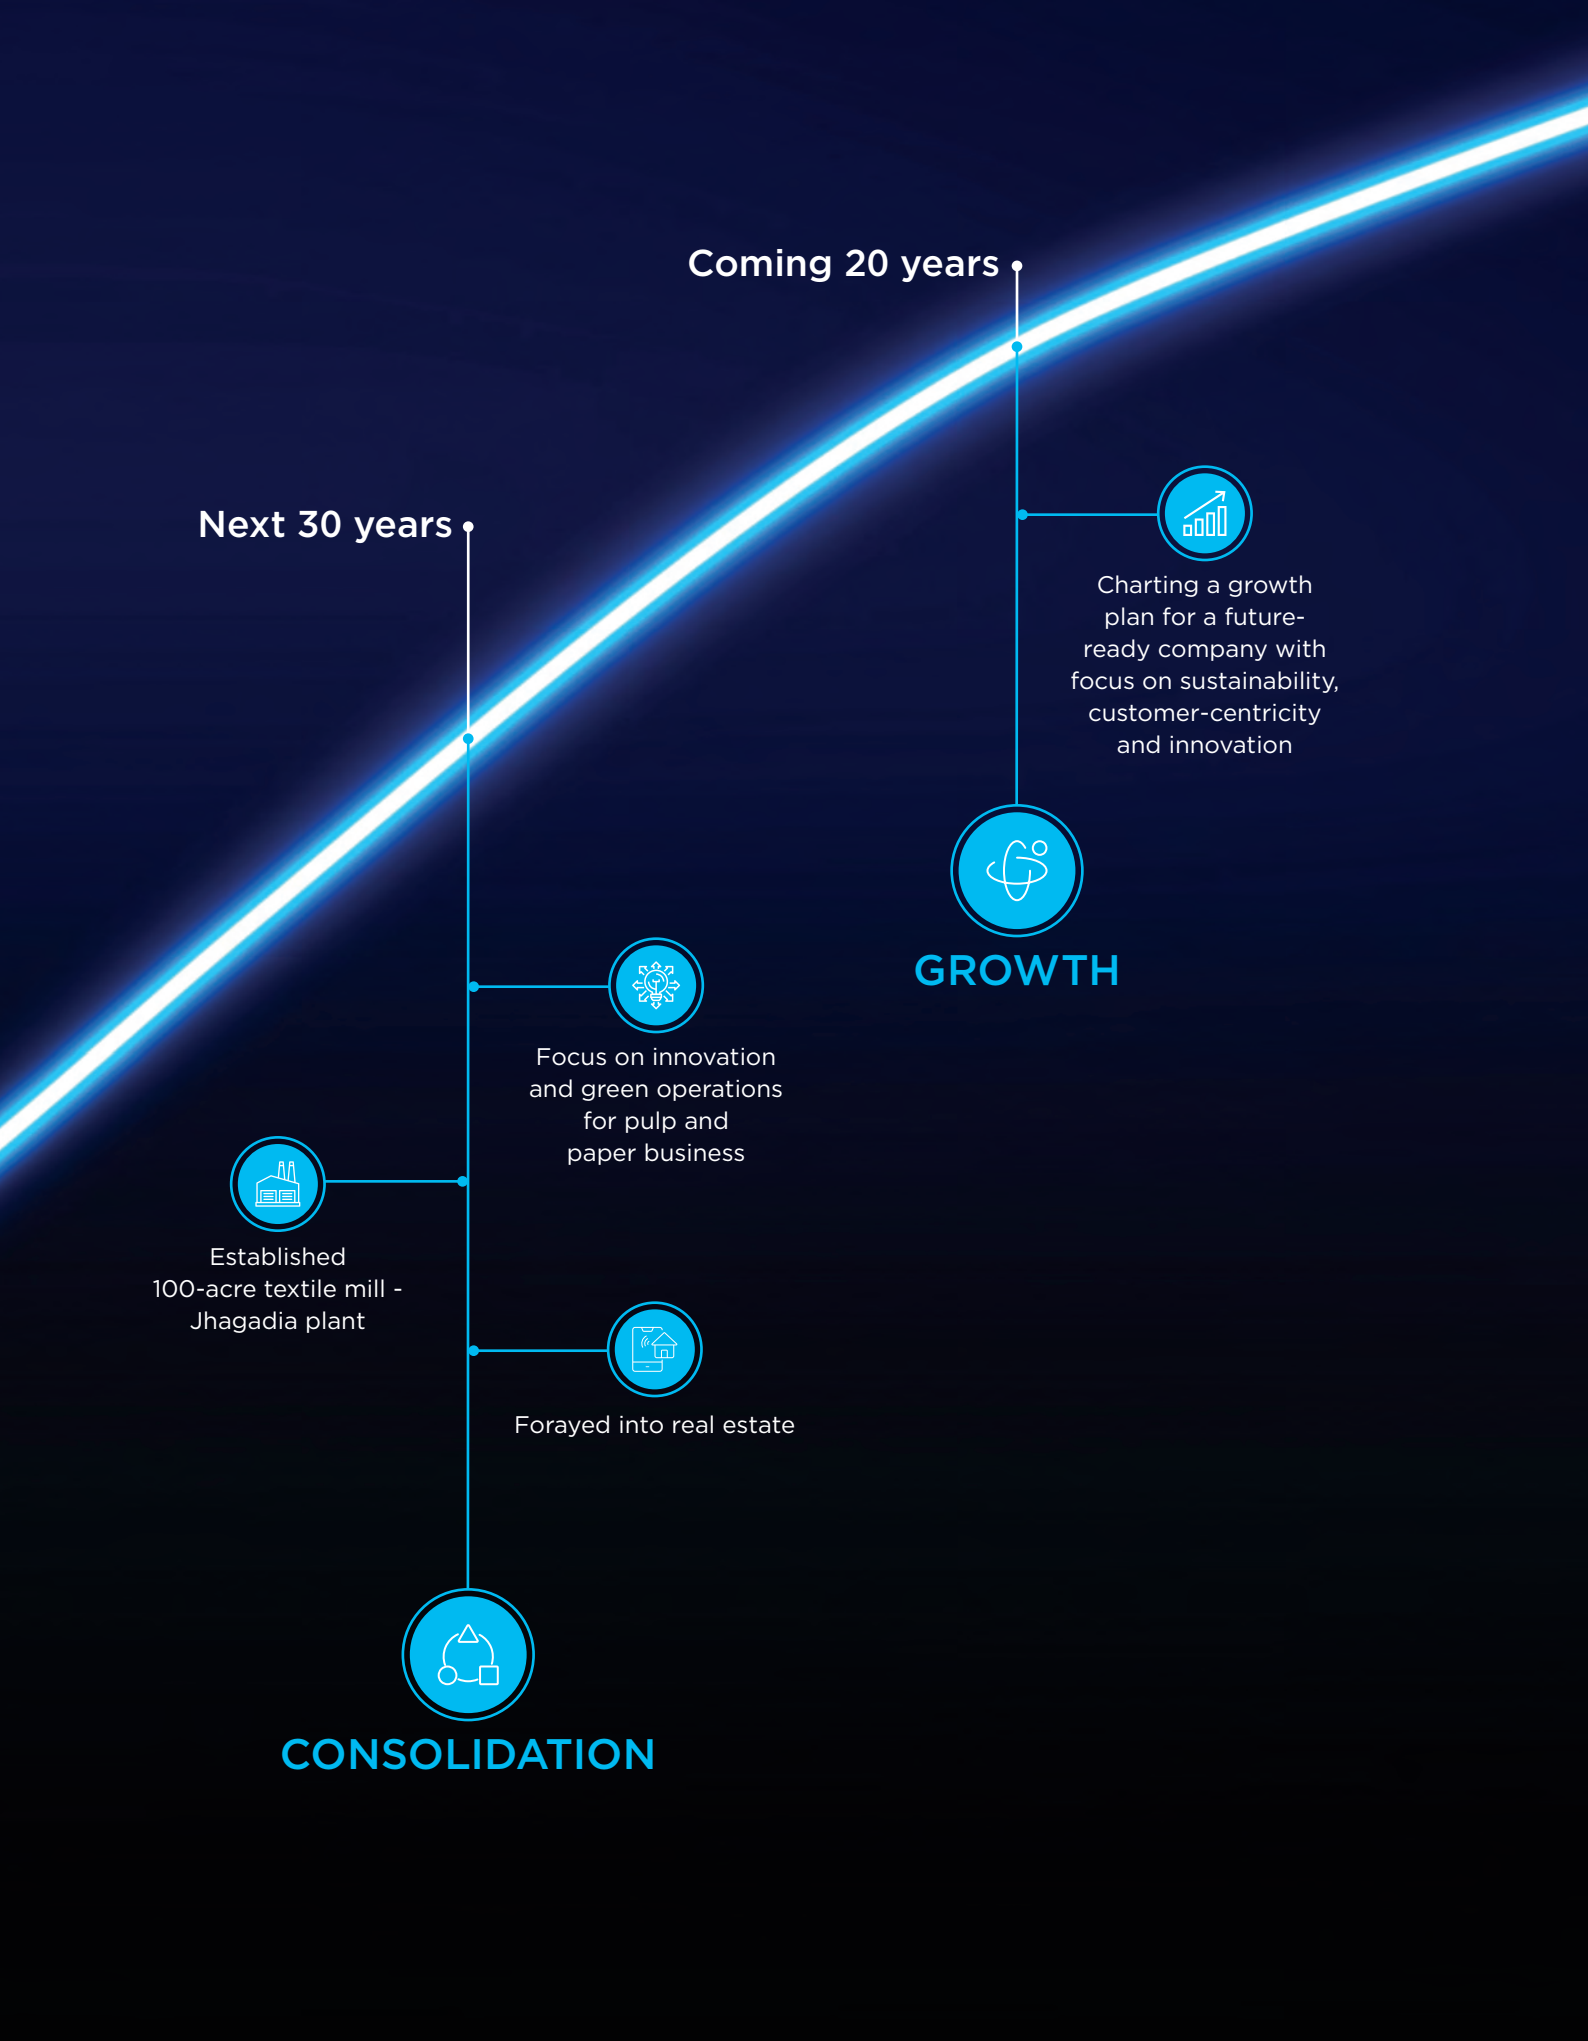 Coming 20 years
Charting a growth
plan for a future-
ready company with
focus on sustainability,
customer-centricity
and innovation
GROWTH
Next 30 years
Focus on innovation
and green operations
for pulp and
paper business
Established
100-acre textile mill -
Jhagadia plant
Forayed into real estate
CONSOLIDATION